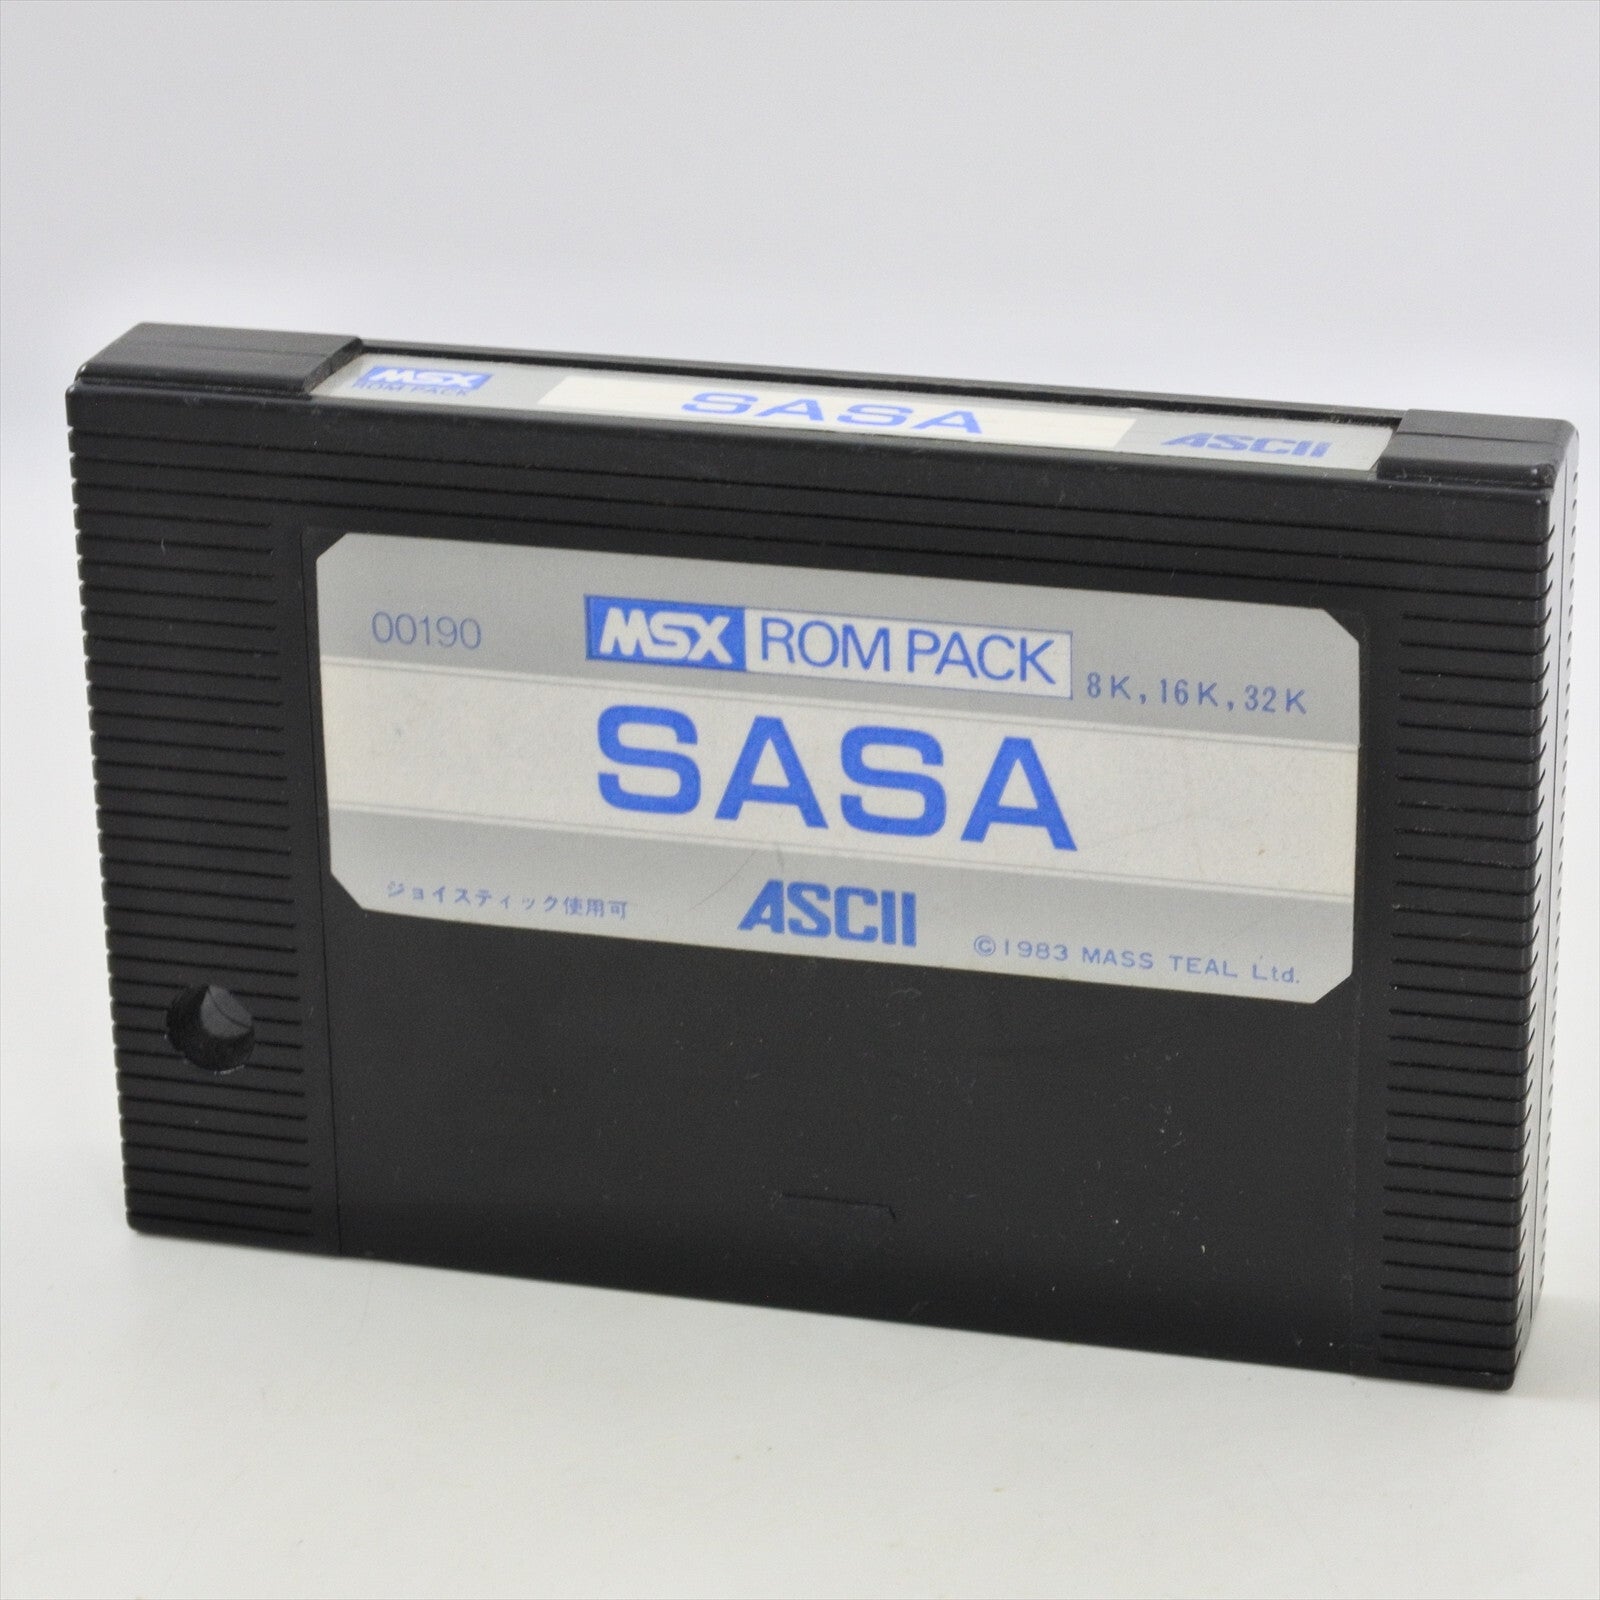 MSX
ROM PACK
SASA
ASCII
00190
MSX ROM PACK
8K, 16K, 32K
SASA
ジョイスティック使用可
ASCII
©1983 MASS TEAL Ltd.